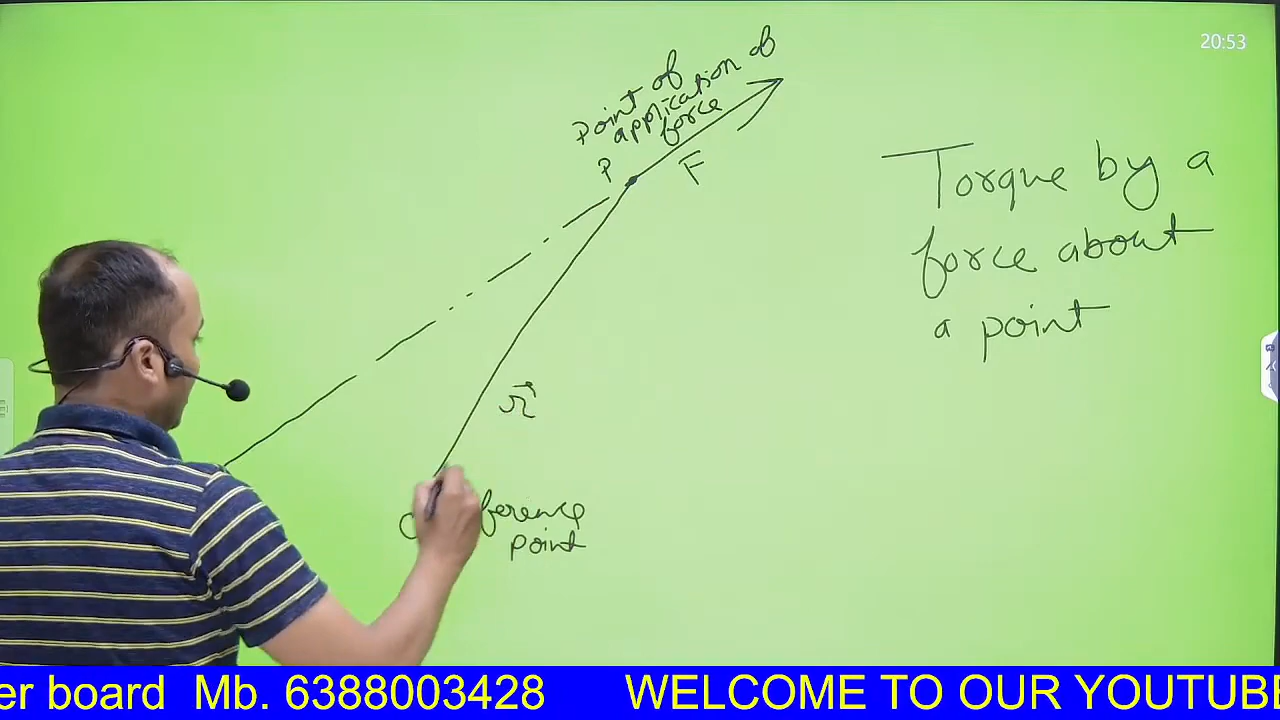 20:53
Point of
application of
force
P
F
Torque by a
force about
a point
r
ference
point
er board Mb. 6388003428 WELCOME TO OUR YOUTUBE